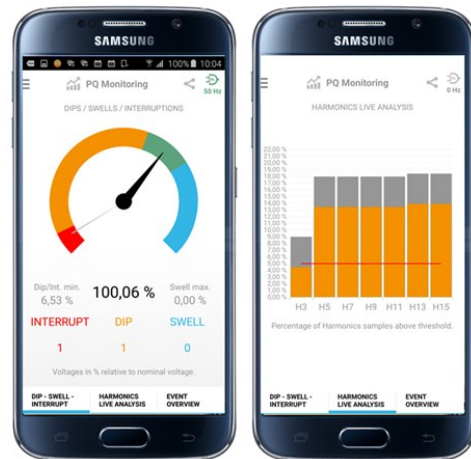 SAMSUNG
100% 10:04
PQ Monitoring
50 Hz
DIPS / SWELLS / INTERRUPTIONS
Dip/Int. min.
6,53 %
100,06 %
Swell max.
0,00 %
INTERRUPT DIP SWELL
1 1 0
Voltages in % relative to nominal voltage.
DIP - SWELL -
INTERRUPT
HARMONICS
LIVE ANALYSIS
EVENT
OVERVIEW
SAMSUNG
PQ Monitoring
0 Hz
HARMONICS LIVE ANALYSIS
22,00 %
21,00 %
20,00 %
19,00 %
18,00 %
17,00 %
16,00 %
15,00 %
14,00 %
13,00 %
12,00 %
11,00 %
10,00 %
9,00 %
8,00 %
7,00 %
6,00 %
5,00 %
4,00 %
3,00 %
2,00 %
1,00 %
0,00 %
H3 H5 H7 H9 H11 H13 H15
Percentage of Harmonics samples above threshold.
DIP - SWELL -
INTERRUPT
HARMONICS
LIVE ANALYSIS
EVENT
OVERVIEW